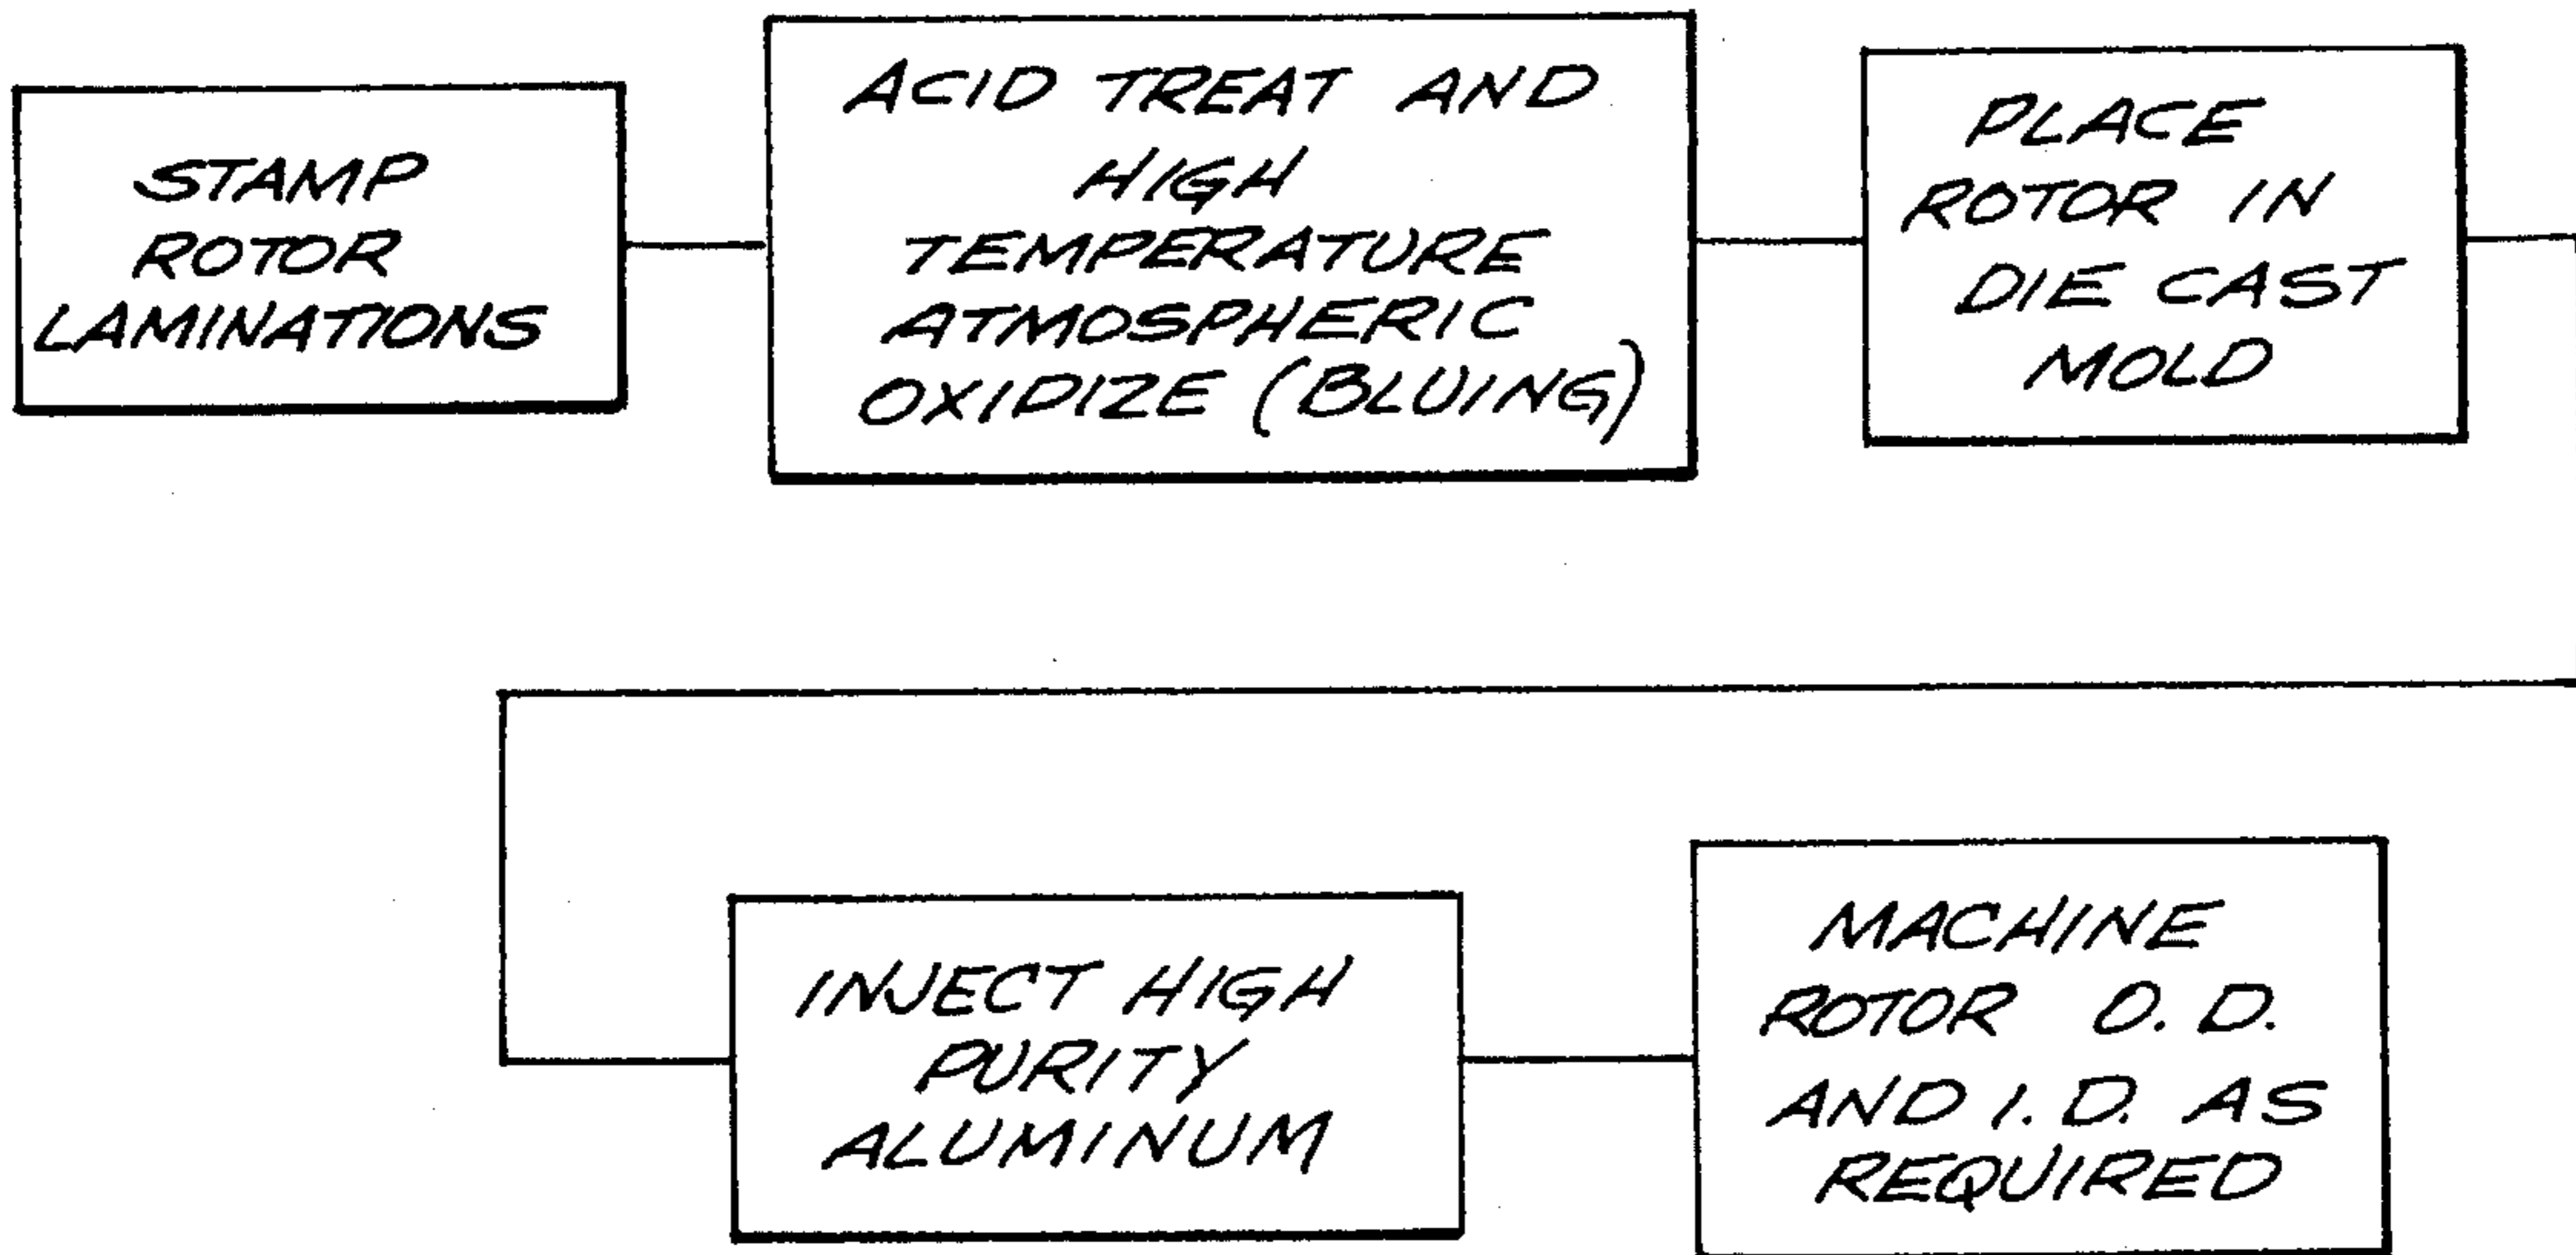 STAMP
ROTOR
LAMINATIONS
ACID TREAT AND
HIGH
TEMPERATURE
ATMOSPHERIC
OXIDIZE (BLUING)
PLACE
ROTOR IN
DIE CAST
MOLD
INJECT HIGH
PURITY
ALUMINUM
MACHINE
ROTOR O.D.
AND I.D. AS
REQUIRED